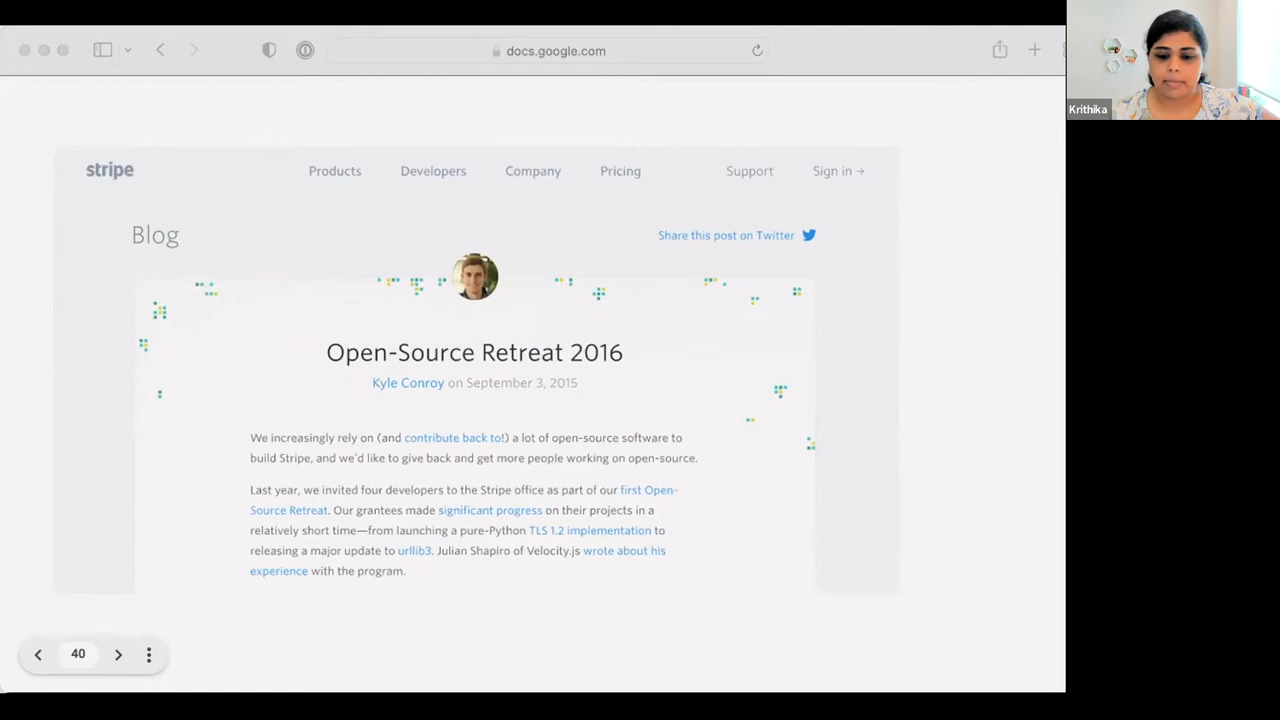 docs.google.com
Krithika
stripe
Products Developers Company Pricing Support Sign in →
Blog
Share this post on Twitter
Open-Source Retreat 2016
Kyle Conroy on September 3, 2015
We increasingly rely on (and contribute back to!) a lot of open-source software to
build Stripe, and we'd like to give back and get more people working on open-source.
Last year, we invited four developers to the Stripe office as part of our first Open-
Source Retreat. Our grantees made significant progress on their projects in a
relatively short time—from launching a pure-Python TLS 1.2 implementation to
releasing a major update to urllib3. Julian Shapiro of Velocity.js wrote about his
experience with the program.
40